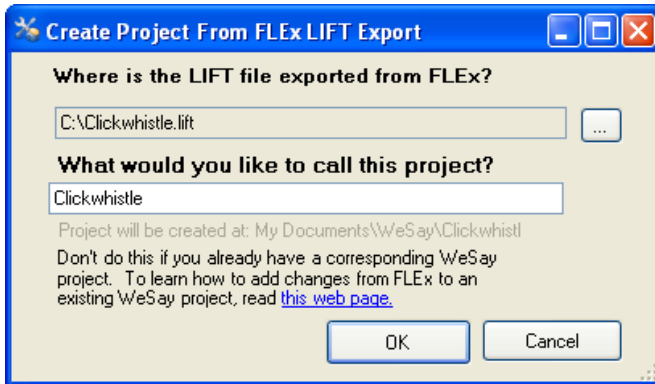 Create Project From FLEx LIFT Export
Where is the LIFT file exported from FLEx?
C:\Clickwhistle.lift
...
What would you like to call this project?
Clickwhistle
Project will be created at: My Documents\WeSay\Clickwhistl
Don't do this if you already have a corresponding WeSay
project. To learn how to add changes from FLEx to an
existing WeSay project, read this web page.
OK
Cancel